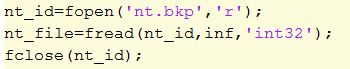 nt_id=fopen('nt.bkp','r');
nt_file=fread(nt_id,inf,'int32');
fclose(nt_id);